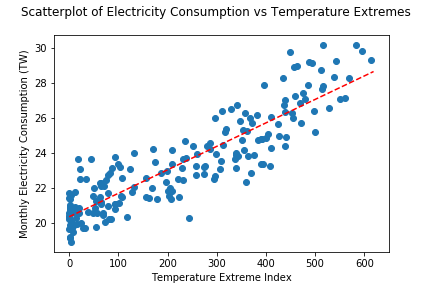 Scatterplot of Electricity Consumption vs Temperature Extremes
Monthly Electricity Consumption (TW)
30
28
26
24
22
20
0 100 200 300 400 500 600
Temperature Extreme Index